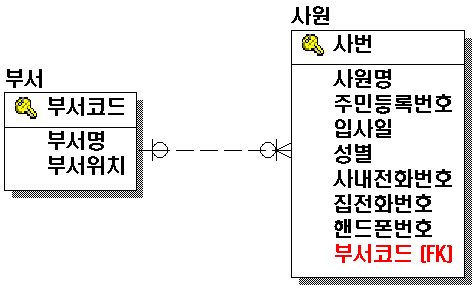 부서
부서코드
부서명
부서위치
사원
사번
사원명
주민등록번호
입사일
성별
사내전화번호
집전화번호
핸드폰번호
부서코드 (FK)